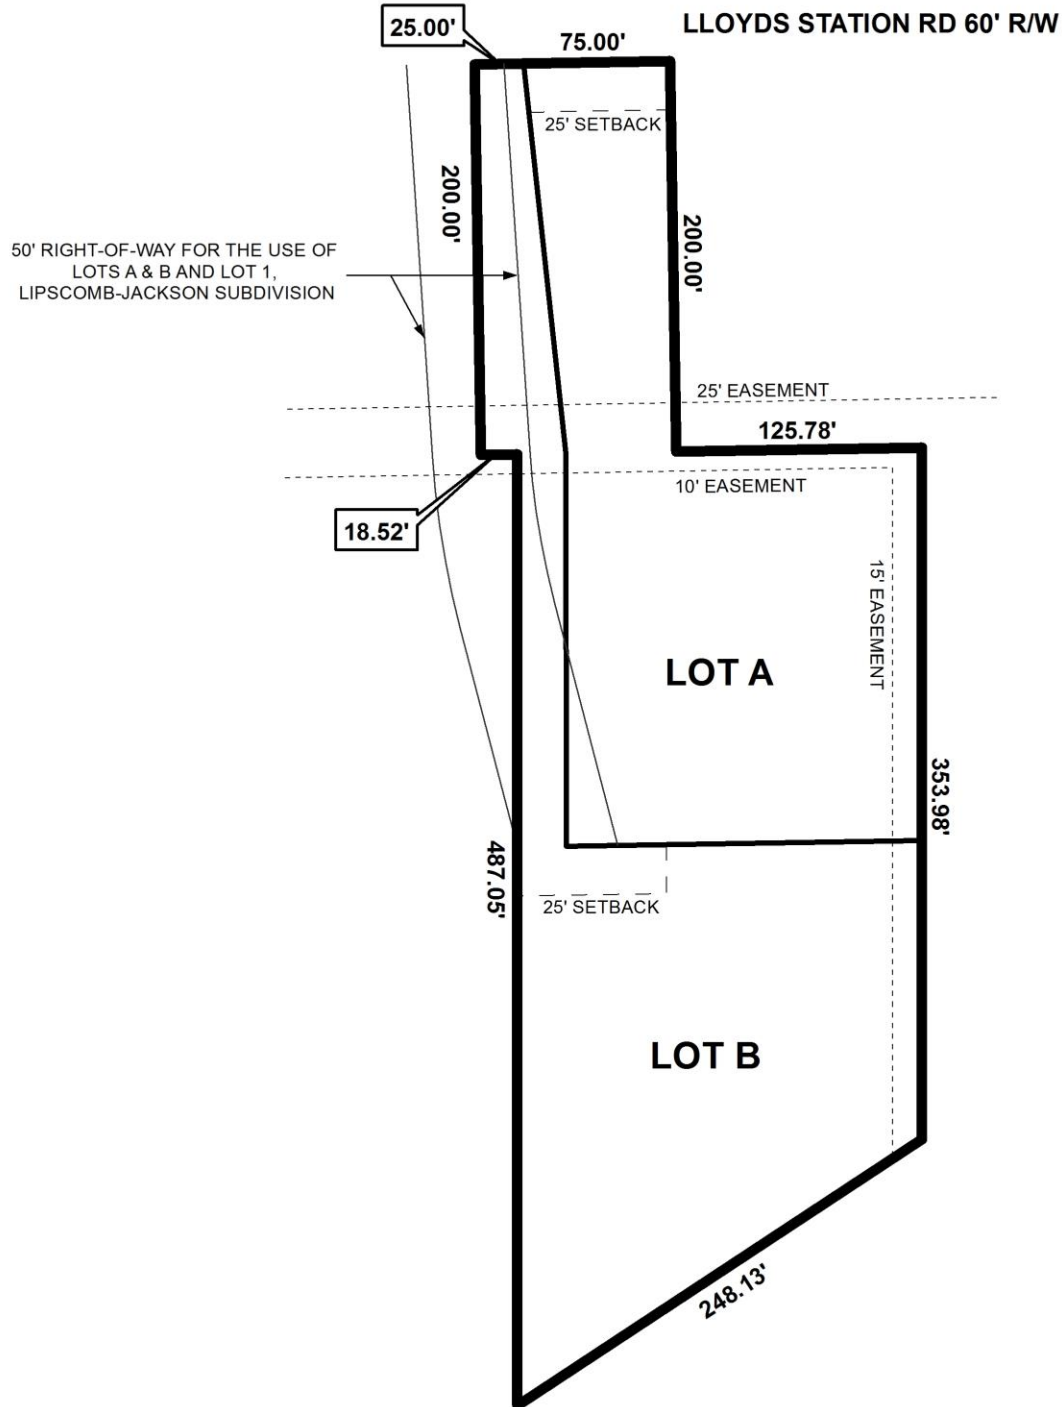 LLOYDS STATION RD 60' R/W
25.00'
75.00'
25' SETBACK
200.00'
200.00'
50' RIGHT-OF-WAY FOR THE USE OF
LOTS A & B AND LOT 1,
LIPSCOMB-JACKSON SUBDIVISION
25' EASEMENT
125.78'
10' EASEMENT
18.52'
15' EASEMENT
LOT A
353.98'
487.05'
25' SETBACK
LOT B
248.13'